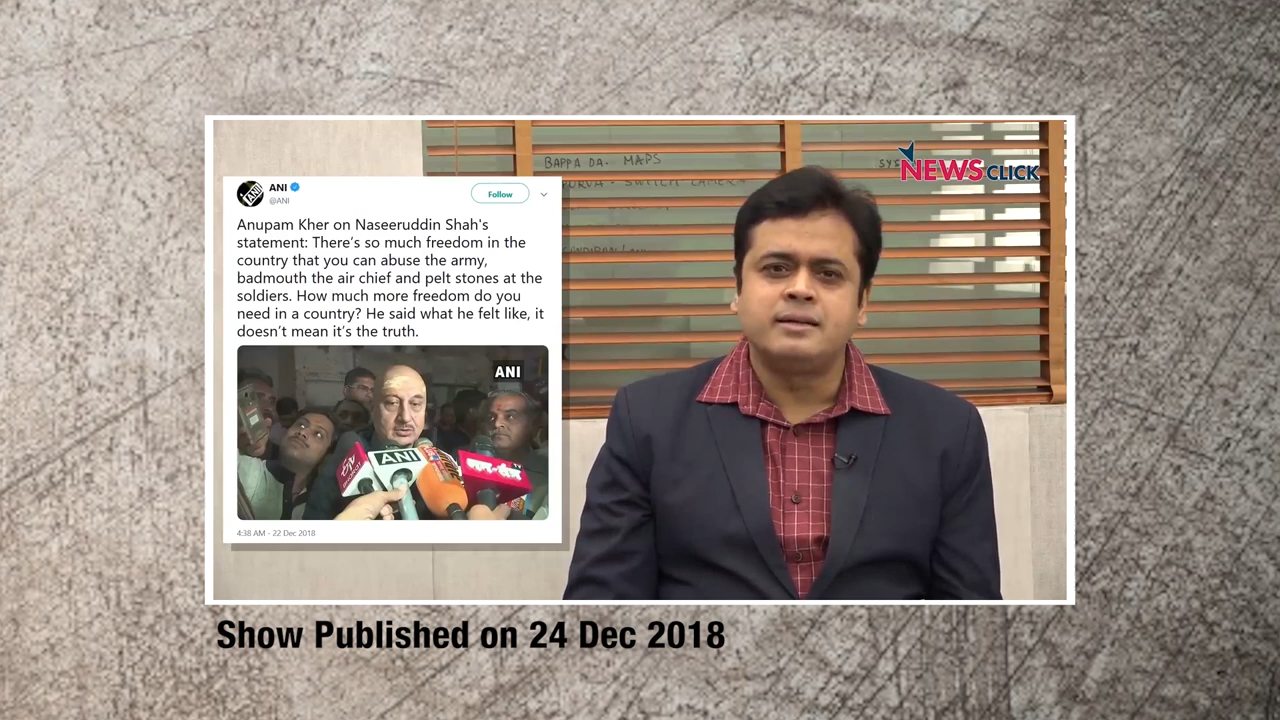 BAPPA DA. MAPS
NEWSCLICK
ANI
@ANI
Follow
Anupam Kher on Naseeruddin Shah's
statement: There's so much freedom in the
country that you can abuse the army,
badmouth the air chief and pelt stones at the
soldiers. How much more freedom do you
need in a country? He said what he felt like, it
doesn't mean it's the truth.
ANI
ANI
4:38 AM - 22 Dec 2018
Show Published on 24 Dec 2018